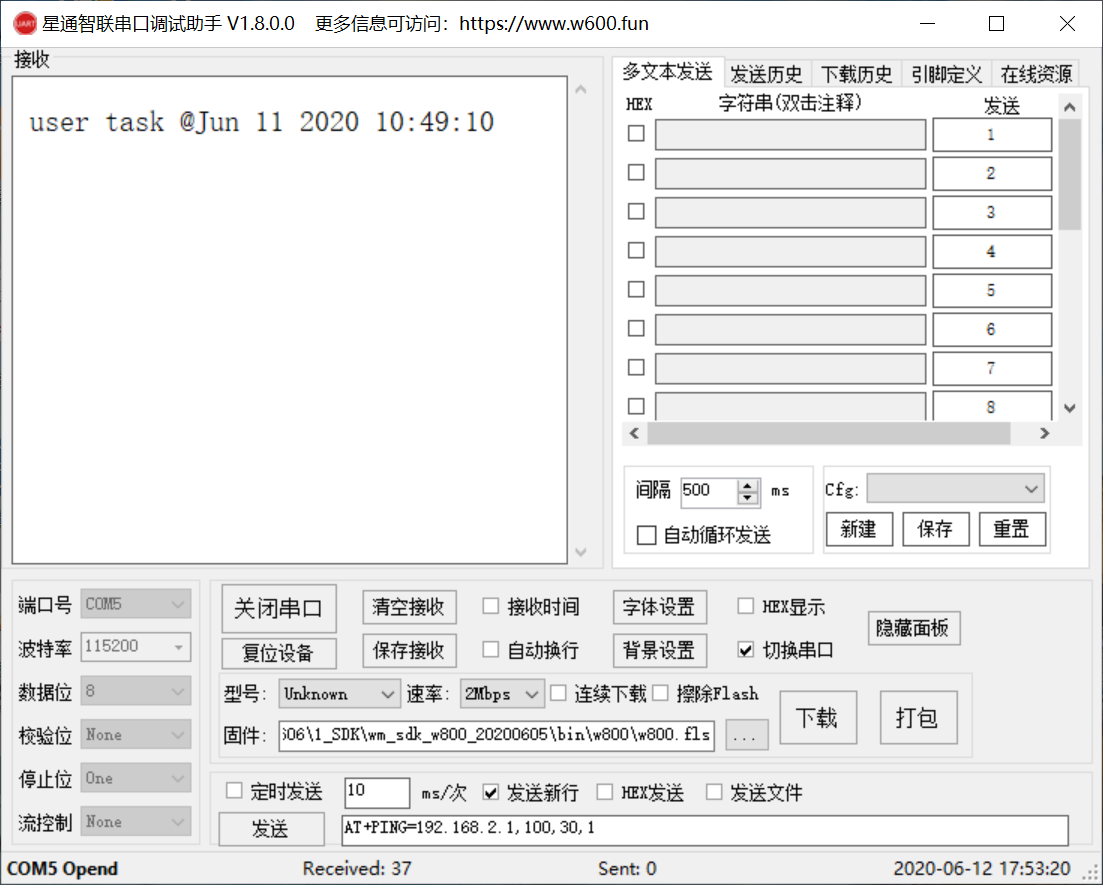 UART 星通智联串口调试助手 V1.8.0.0 更多信息可访问：https://www.w600.fun
接收
user task @Jun 11 2020 10:49:10
多文本发送 发送历史 下载历史 引脚定义 在线资源
HEX 字符串(双击注释) 发送
1
2
3
4
5
6
7
8
间隔 500 ms
自动循环发送
Cfg:
新建 保存 重置
端口号 COM5
波特率 115200
数据位 8
校验位 None
停止位 One
流控制 None
关闭串口 清空接收 接收时间 字体设置 HEX显示
复位设备 保存接收 自动换行 背景设置 切换串口
隐藏面板
型号: Unknown 速率: 2Mbps 连续下载 擦除Flash
固件: 506\1_SDK\wm_sdk_w800_20200605\bin\w800\w800.fls ...
下载 打包
定时发送 10 ms/次 发送新行 HEX发送 发送文件
发送 AT+PING=192.168.2.1,100,30,1
COM5 Opend Received: 37 Sent: 0 2020-06-12 17:53:20